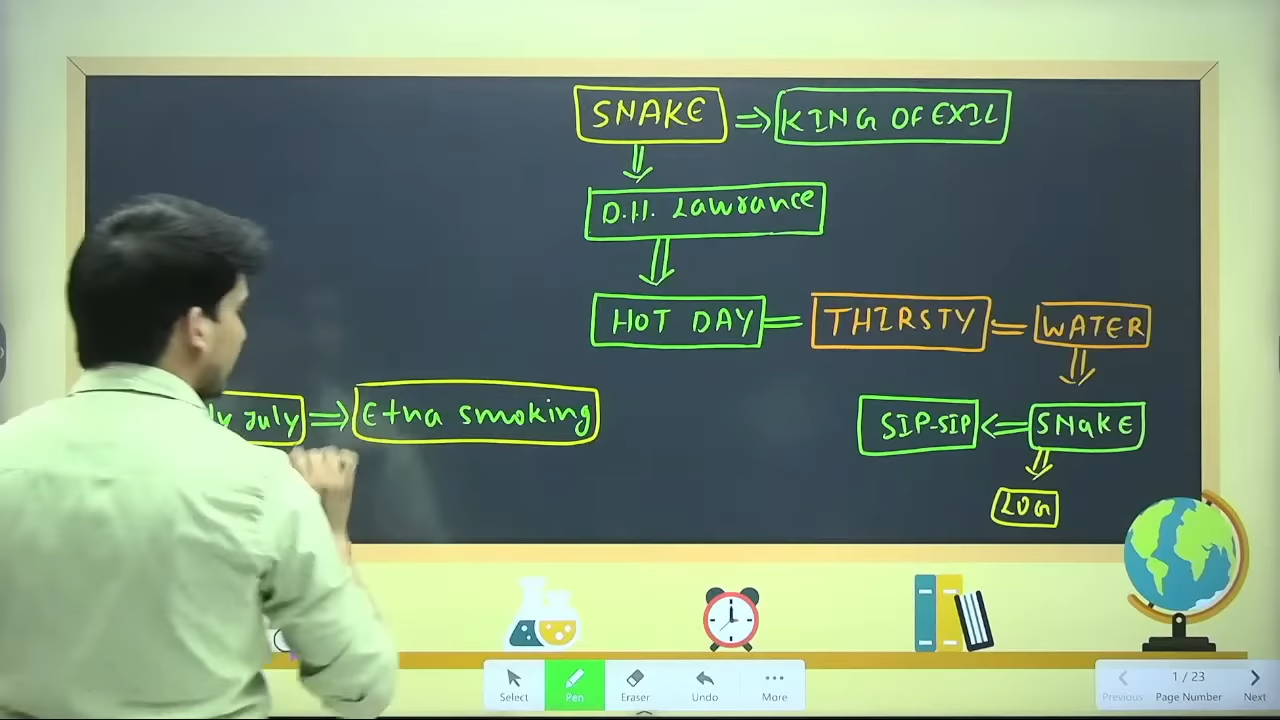 SNAKE ⇒ KING OF EXIL
D.H. Lawrance
HOT DAY = THIRSTY = WATER
July ⇒ Etna smoking
SIP-SIP ⇐ SNaKE
LOG
Select Pen Eraser Undo More
1 / 23
Previous Page Number Next